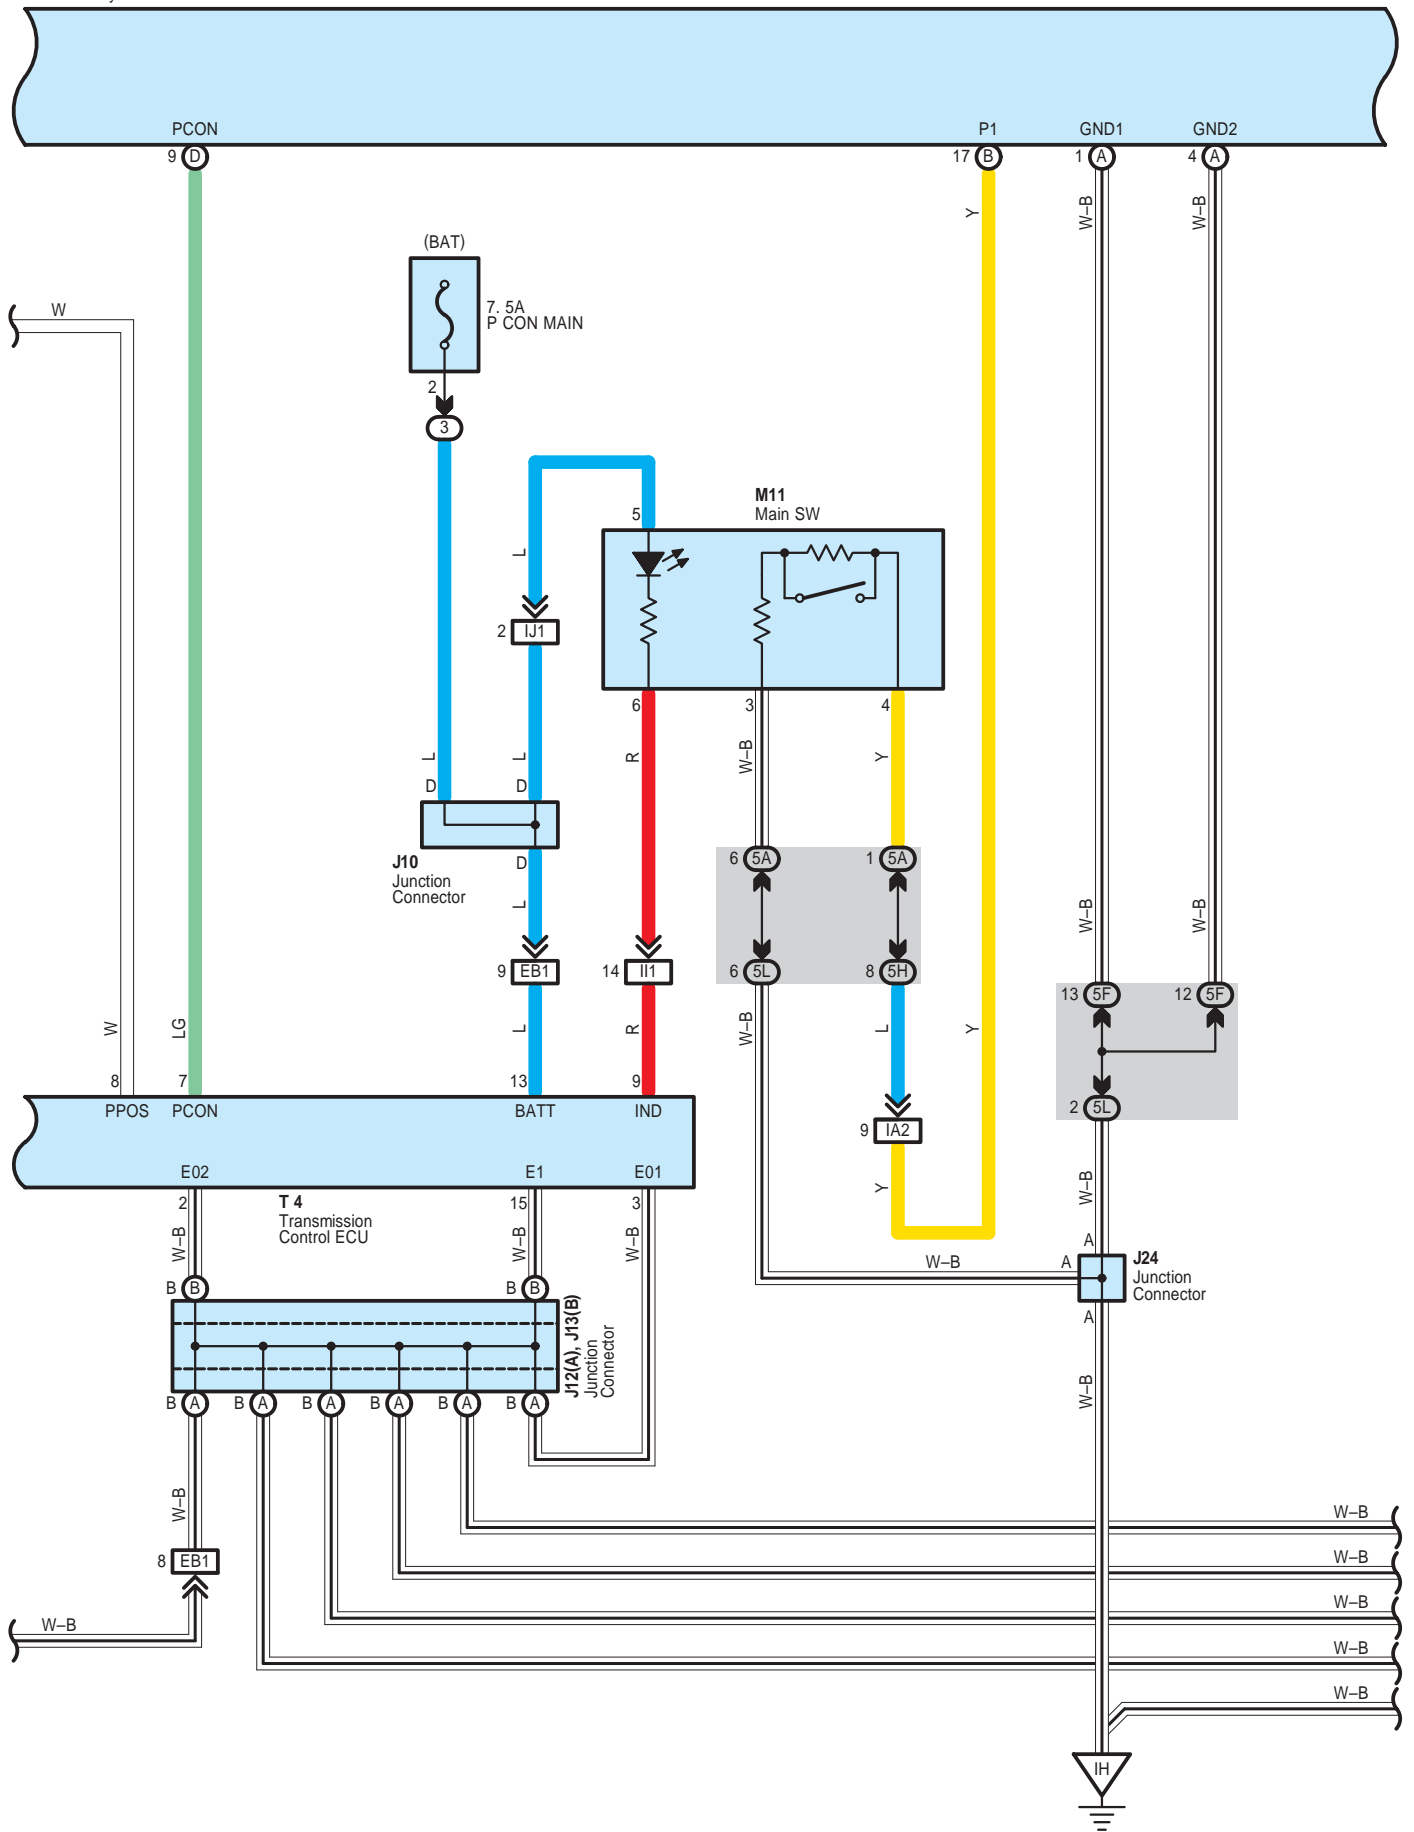 PCON
P1
GND1
GND2
9 D
17 B
1 A
4 A
Y
W–B
W–B
(BAT)
7. 5A
P CON MAIN
W
2
3
M11
Main SW
5
L
2 IJ1
6
3
4
L
L
R
W–B
Y
D
D
J10
Junction
Connector
D
6 5A
1 5A
L
W–B
W–B
9 EB1
14 II1
6 5L
8 5H
13 5F
12 5F
W
LG
L
R
W–B
L
Y
8
7
13
9
PPOS
PCON
BATT
IND
2 5L
9 IA2
E02
E1
E01
2
T 4
Transmission
Control ECU
15
3
W–B
W–B
W–B
Y
W–B
A
W–B
A
J24
Junction
Connector
B B
B B
A
J12(A), J13(B)
Junction
Connector
B A
B A
B A
B A
B A
B A
W–B
W–B
W–B
8 EB1
W–B
W–B
W–B
W–B
W–B
IH